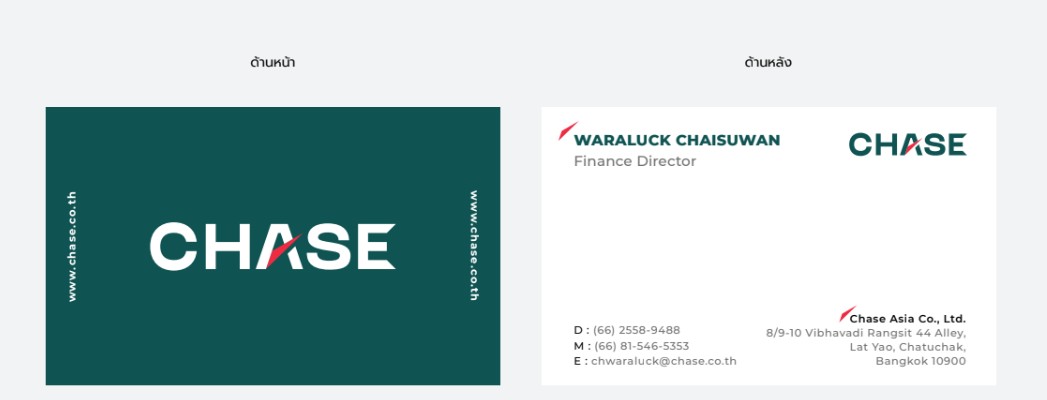 ด้านหน้า
ด้านหลัง
www.chase.co.th
CHASE
www.chase.co.th
WARALUCK CHAISUWAN
Finance Director
CHASE
D : (66) 2558-9488
M : (66) 81-546-5353
E : chwaraluck@chase.co.th
Chase Asia Co., Ltd.
8/9-10 Vibhavadi Rangsit 44 Alley,
Lat Yao, Chatuchak,
Bangkok 10900